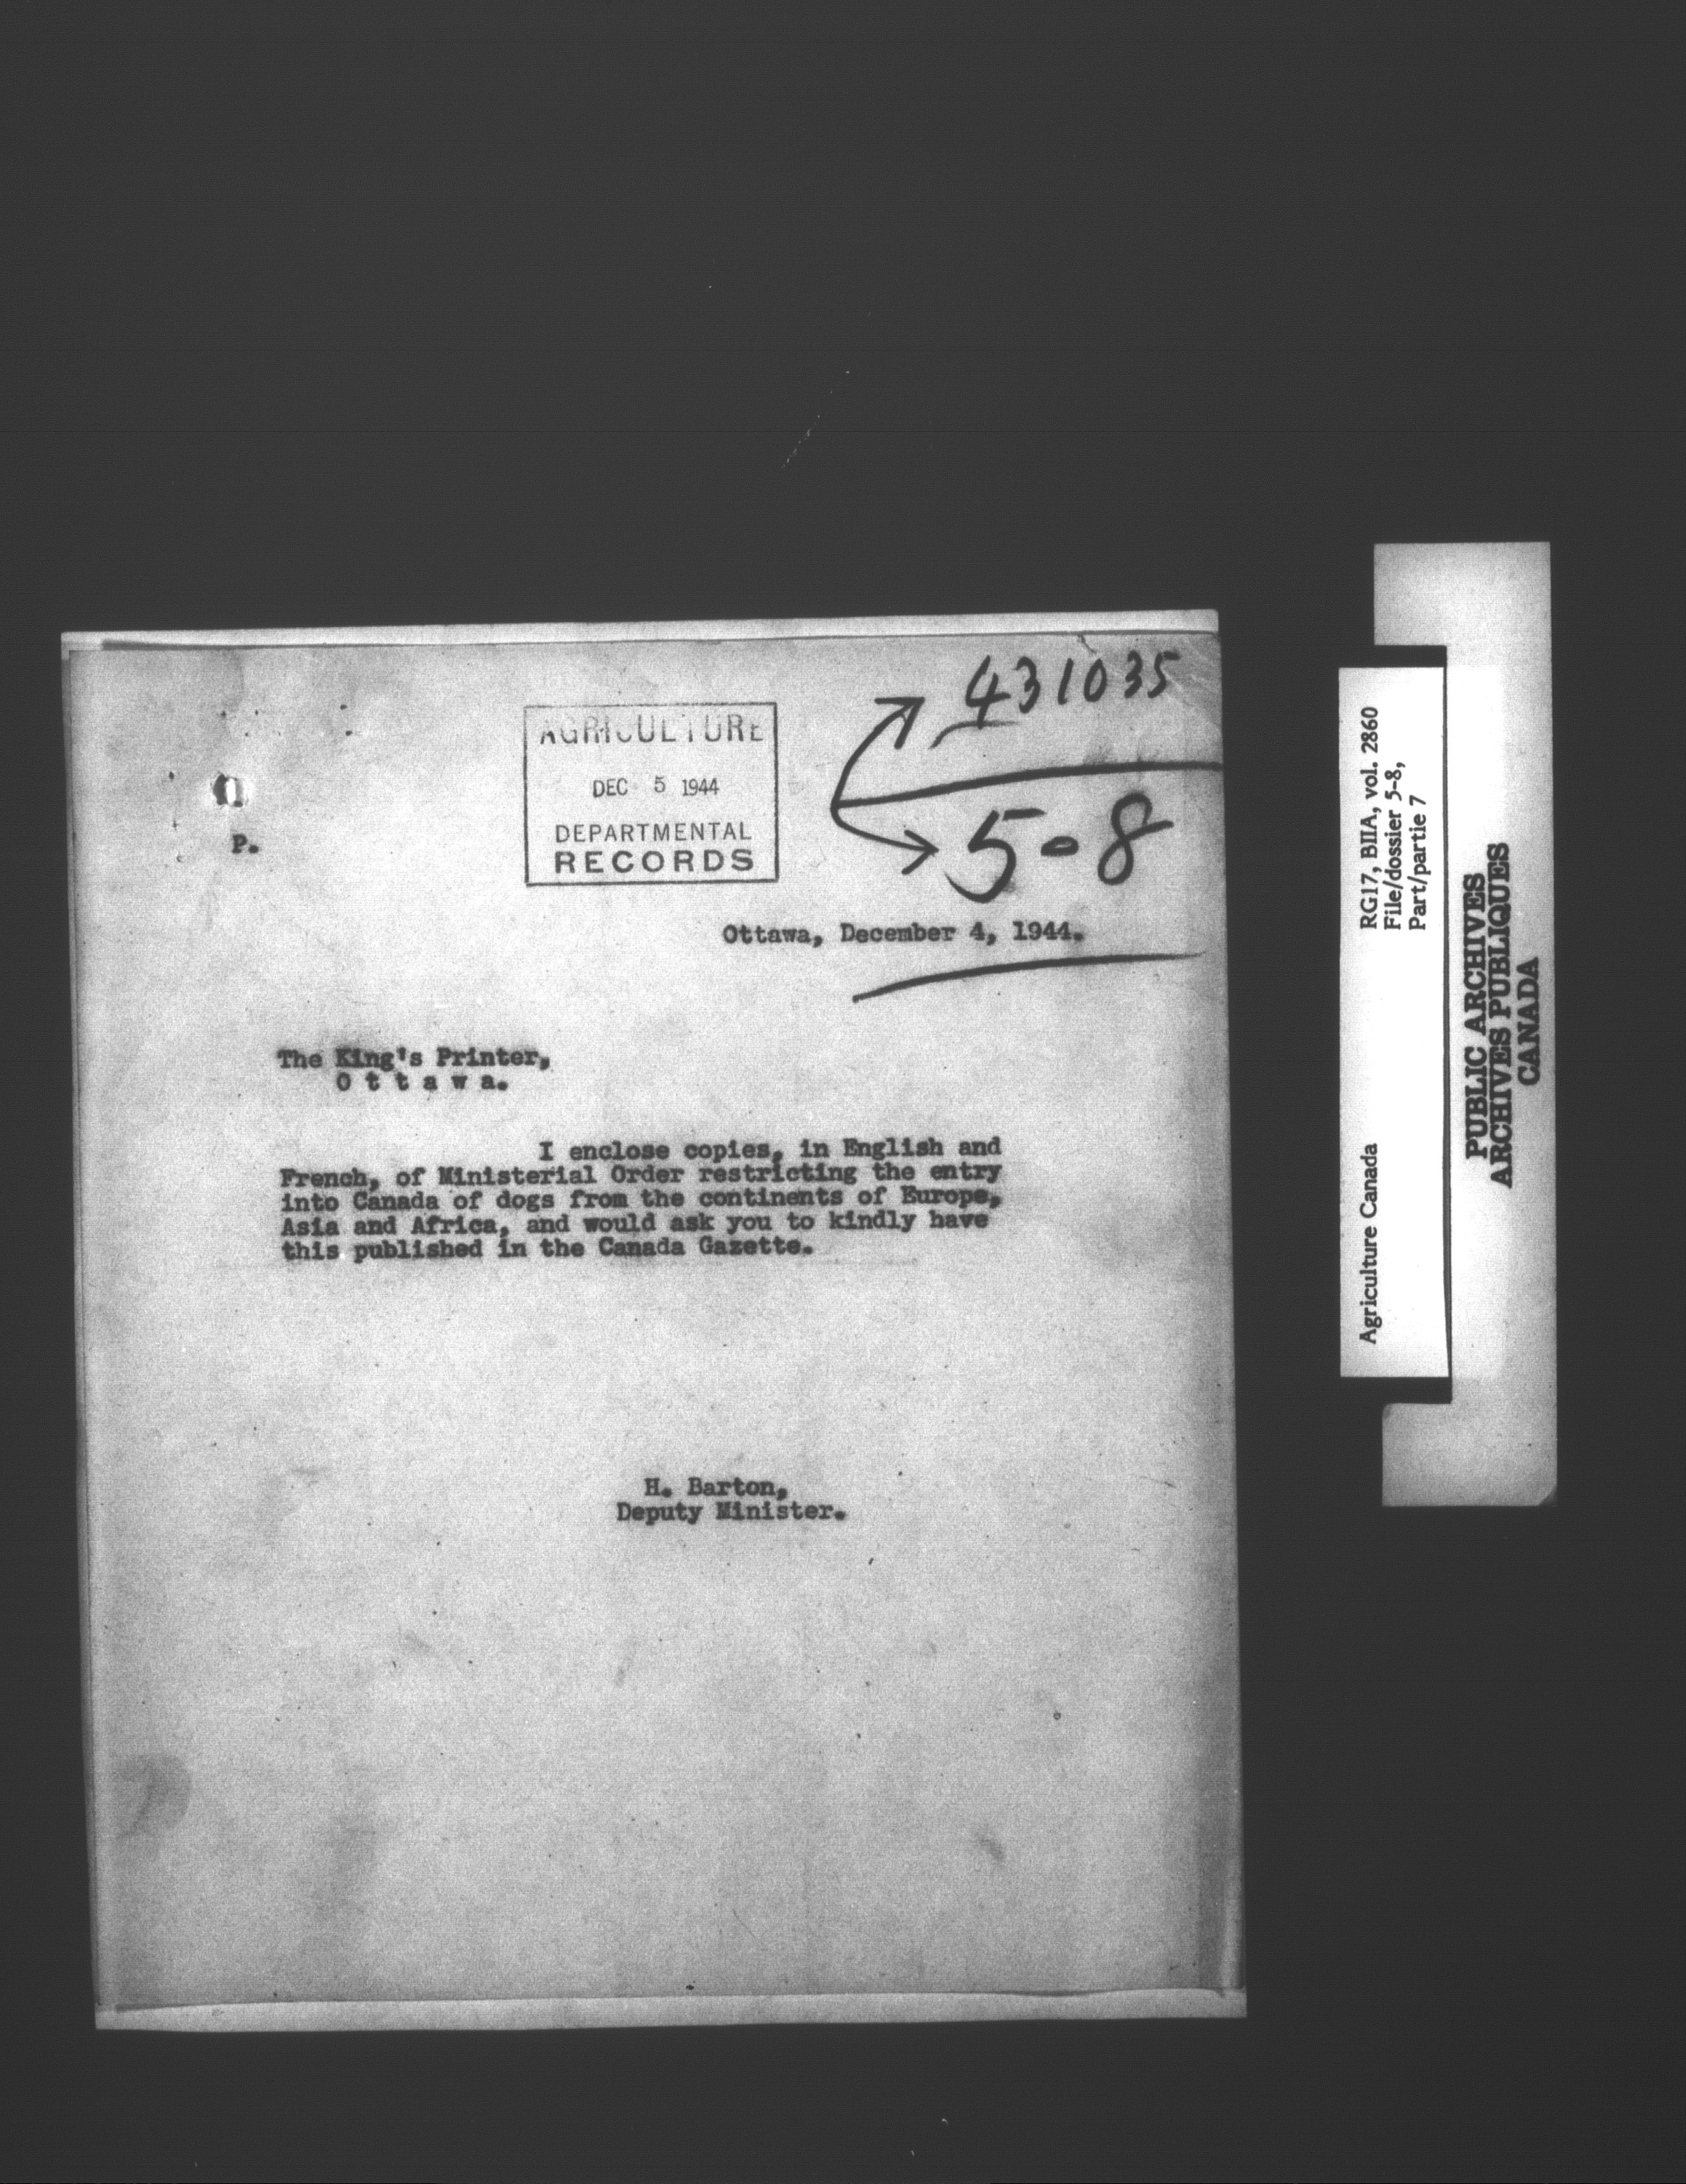 431035
AGRICULTURE
DEC 5 1944
DEPARTMENTAL
RECORDS
5-8
P.
Ottawa, December 4, 1944.
The King's Printer,
O t t a w a.
I enclose copies, in English and
French, of Ministerial Order restricting the entry
into Canada of dogs from the continents of Europe,
Asia and Africa, and would ask you to kindly have
this published in the Canada Gazette.
H. Barton,
Deputy Minister.
Agriculture Canada
RG17, BIIA, vol. 2860
File/dossier 5-8,
Part/partie 7
PUBLIC ARCHIVES
ARCHIVES PUBLIQUES
CANADA